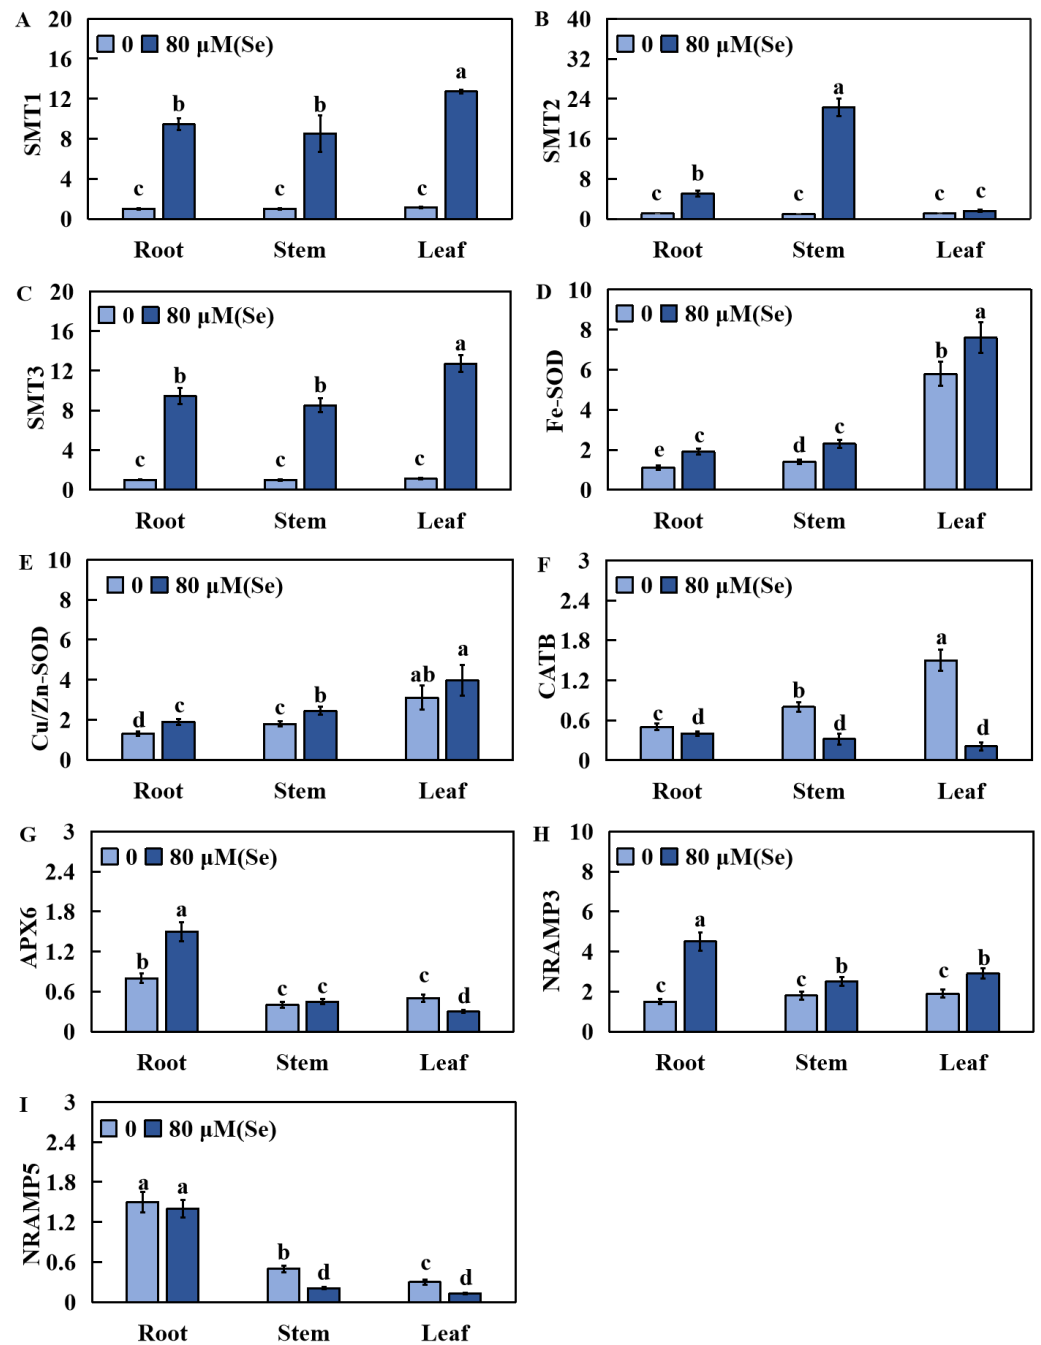 A
SMT1
20
16
12
8
4
0
0 80 μM(Se)
c b c b c a
Root Stem Leaf
B
SMT2
40
32
24
16
8
0
0 80 μM(Se)
c b c a c c
Root Stem Leaf
C
SMT3
20
16
12
8
4
0
0 80 μM(Se)
c b c b c a
Root Stem Leaf
D
Fe-SOD
10
8
6
4
2
0
0 80 μM(Se)
e c d c b a
Root Stem Leaf
E
Cu/Zn-SOD
10
8
6
4
2
0
0 80 μM(Se)
d c c b ab a
Root Stem Leaf
F
CATB
3
2.4
1.8
1.2
0.6
0
0 80 μM(Se)
c d b d a d
Root Stem Leaf
G
APX6
3
2.4
1.8
1.2
0.6
0
0 80 μM(Se)
b a c c c d
Root Stem Leaf
H
NRAMP3
10
8
6
4
2
0
0 80 μM(Se)
c a c b c b
Root Stem Leaf
I
NRAMP5
3
2.4
1.8
1.2
0.6
0
0 80 μM(Se)
a a b d c d
Root Stem Leaf